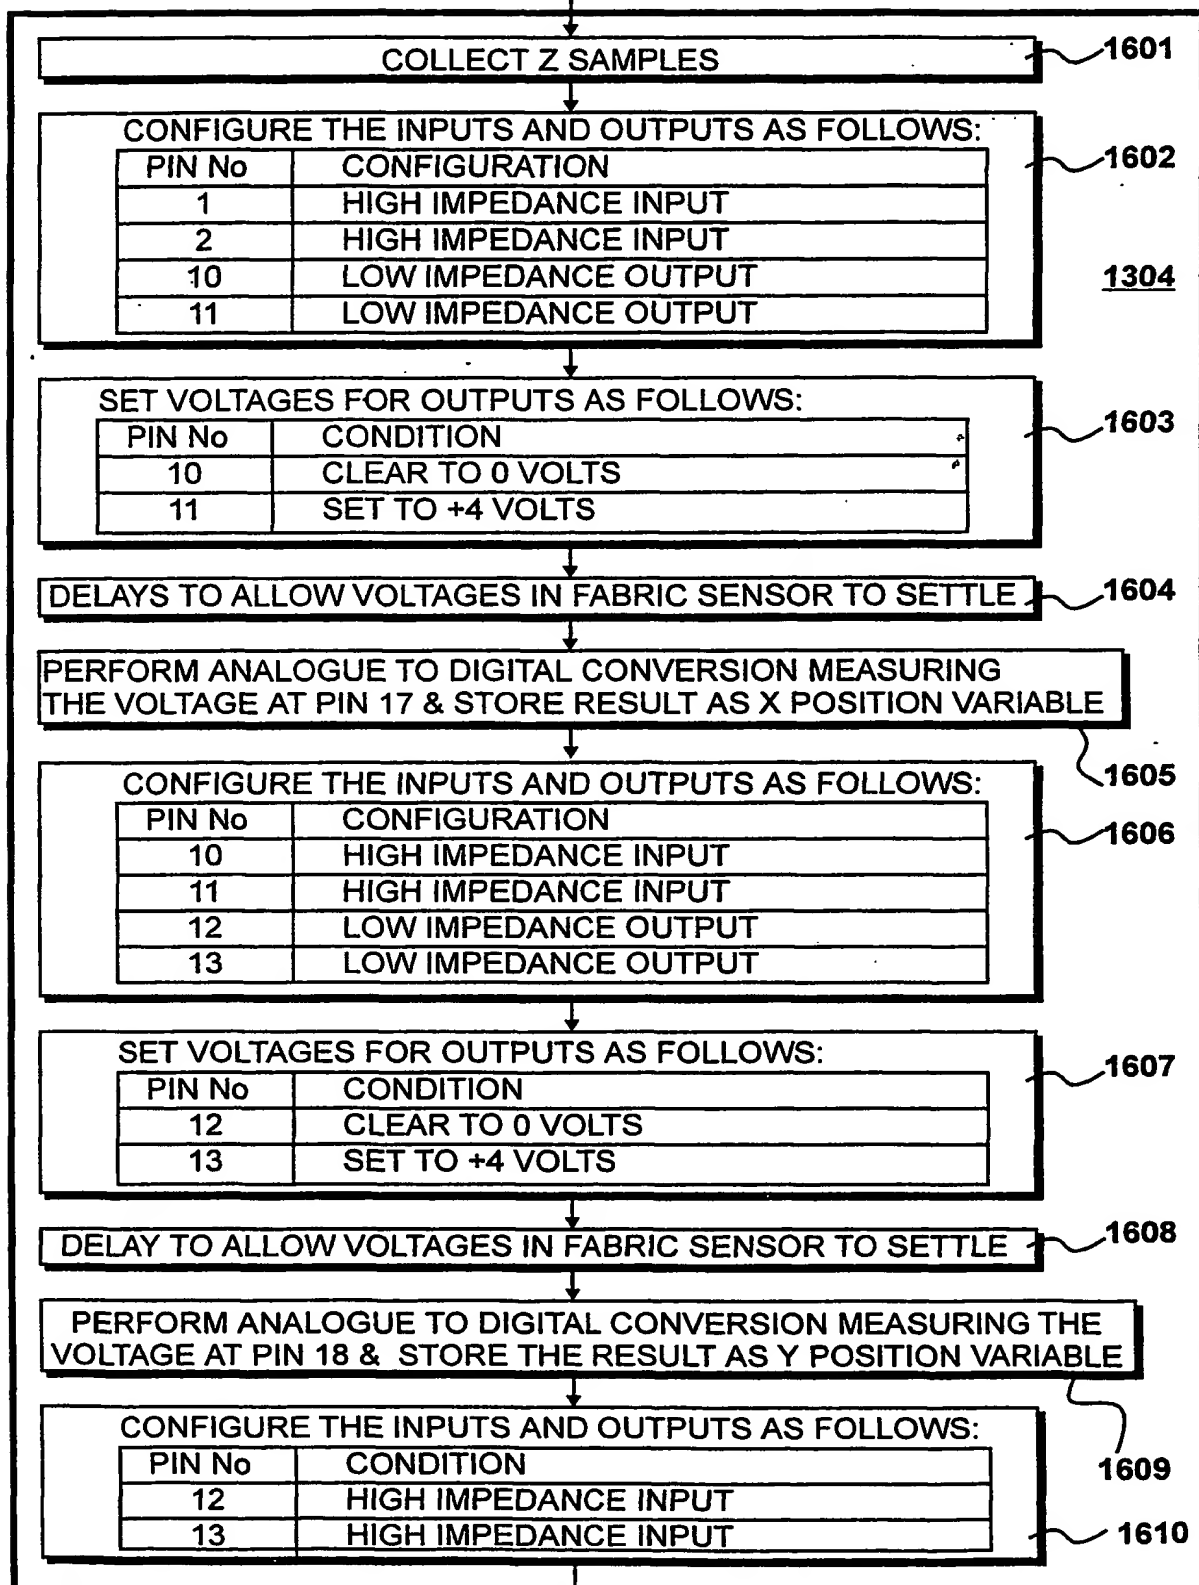 COLLECT Z SAMPLES 1601
CONFIGURE THE INPUTS AND OUTPUTS AS FOLLOWS:
PIN No CONFIGURATION 1602
1 HIGH IMPEDANCE INPUT
2 HIGH IMPEDANCE INPUT
10 LOW IMPEDANCE OUTPUT 1304
11 LOW IMPEDANCE OUTPUT
SET VOLTAGES FOR OUTPUTS AS FOLLOWS:
PIN No CONDITION 1603
10 CLEAR TO 0 VOLTS
11 SET TO +4 VOLTS
DELAYS TO ALLOW VOLTAGES IN FABRIC SENSOR TO SETTLE 1604
PERFORM ANALOGUE TO DIGITAL CONVERSION MEASURING
THE VOLTAGE AT PIN 17 & STORE RESULT AS X POSITION VARIABLE
1605
CONFIGURE THE INPUTS AND OUTPUTS AS FOLLOWS:
PIN No CONFIGURATION 1606
10 HIGH IMPEDANCE INPUT
11 HIGH IMPEDANCE INPUT
12 LOW IMPEDANCE OUTPUT
13 LOW IMPEDANCE OUTPUT
SET VOLTAGES FOR OUTPUTS AS FOLLOWS:
1607
PIN No CONDITION
12 CLEAR TO 0 VOLTS
13 SET TO +4 VOLTS
DELAY TO ALLOW VOLTAGES IN FABRIC SENSOR TO SETTLE 1608
PERFORM ANALOGUE TO DIGITAL CONVERSION MEASURING THE
VOLTAGE AT PIN 18 & STORE THE RESULT AS Y POSITION VARIABLE
1609
CONFIGURE THE INPUTS AND OUTPUTS AS FOLLOWS:
PIN No CONDITION
12 HIGH IMPEDANCE INPUT
13 HIGH IMPEDANCE INPUT 1610